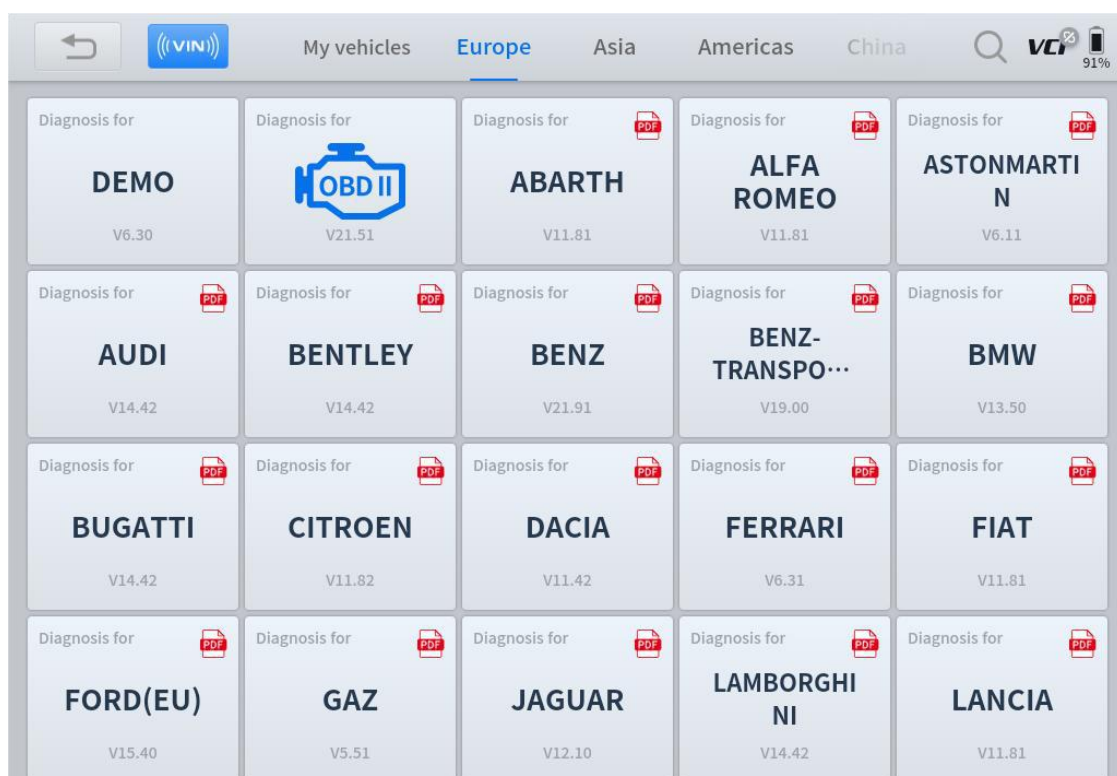 ((VIN))
My vehicles
Europe
Asia
Americas
China
VCI
91%
Diagnosis for
DEMO
V6.30
Diagnosis for
OBD II
V21.51
Diagnosis for
PDF
ABARTH
V11.81
Diagnosis for
PDF
ALFA
ROMEO
V11.81
Diagnosis for
PDF
ASTONMARTI
N
V6.11
Diagnosis for
PDF
AUDI
V14.42
Diagnosis for
PDF
BENTLEY
V14.42
Diagnosis for
PDF
BENZ
V21.91
Diagnosis for
PDF
BENZ-
TRANSPO···
V19.00
Diagnosis for
PDF
BMW
V13.50
Diagnosis for
PDF
BUGATTI
V14.42
Diagnosis for
PDF
CITROEN
V11.82
Diagnosis for
PDF
DACIA
V11.42
Diagnosis for
PDF
FERRARI
V6.31
Diagnosis for
PDF
FIAT
V11.81
Diagnosis for
PDF
FORD(EU)
V15.40
Diagnosis for
PDF
GAZ
V5.51
Diagnosis for
PDF
JAGUAR
V12.10
Diagnosis for
PDF
LAMBORGHI
NI
V14.42
Diagnosis for
PDF
LANCIA
V11.81